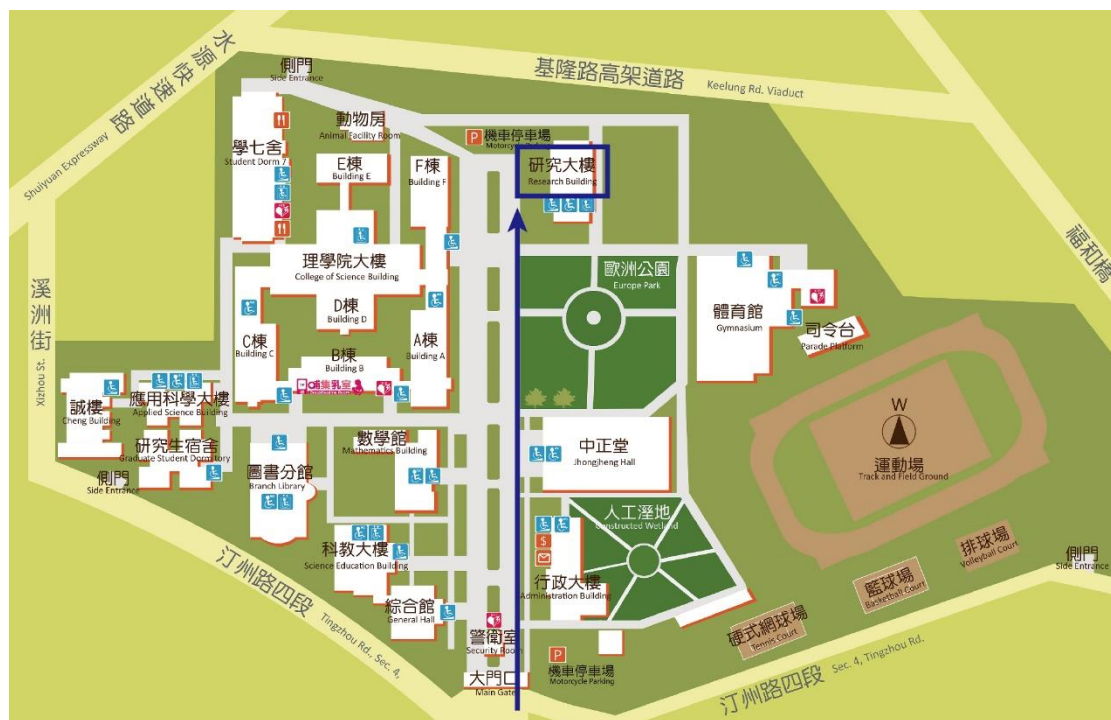 水源快速道路
Shuiyuan Expressway
側門
Side Entrance
基隆路高架道路
Keelung Rd. Viaduct
福和橋
動物房
Animal Facility Room
P
機車停車場
學七舍
Student Dorm 7
E棟
Building E
F棟
Building F
研究大樓
Research Building
理學院大樓
College of Science Building
歐洲公園
Europe Park
溪洲街
Xizhou St.
D棟
Building D
體育館
Gymnasium
司令台
Parade Platform
C棟
Building C
A棟
Building A
B棟
Building B
哺集乳室
誠樓
Cheng Building
應用科學大樓
Applied Science Building
研究生宿舍
Graduate Student Dormitory
側門
Side Entrance
圖書分館
Branch Library
數學館
Mathematics Building
中正堂
Jhongjheng Hall
W
運動場
Track and Field Ground
人工溼地
Constructed Wetland
科教大樓
Science Education Building
$
行政大樓
Administration Building
排球場
Volleyball Court
側門
Side Entrance
籃球場
Basketball Court
綜合館
General Hall
硬式網球場
Tennis Court
警衛室
Security Room
P
機車停車場
Motorcycle Parking
大門口
Main Gate
汀州路四段
Tingzhou Rd., Sec. 4,
汀州路四段
Sec. 4, Tingzhou Rd.